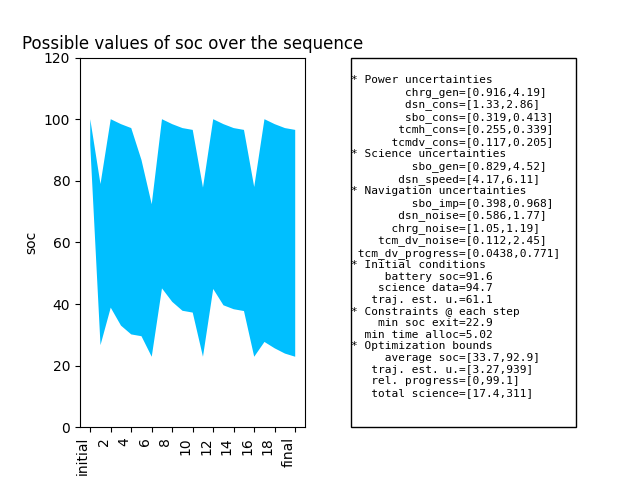 Possible values of soc over the sequence
120
100
80
60
40
20
0
soc
initial
2
4
6
8
10
12
14
16
18
final
* Power uncertainties
chrg_gen=[0.916,4.19]
dsn_cons=[1.33,2.86]
sbo_cons=[0.319,0.413]
tcmh_cons=[0.255,0.339]
tcmdv_cons=[0.117,0.205]
* Science uncertainties
sbo_gen=[0.829,4.52]
dsn_speed=[4.17,6.11]
* Navigation uncertainties
sbo_imp=[0.398,0.968]
dsn_noise=[0.586,1.77]
chrg_noise=[1.05,1.19]
tcm_dv_noise=[0.112,2.45]
tcm_dv_progress=[0.0438,0.771]
* Initial conditions
battery soc=91.6
science data=94.7
traj. est. u.=61.1
* Constraints @ each step
min soc exit=22.9
min time alloc=5.02
* Optimization bounds
average soc=[33.7,92.9]
traj. est. u.=[3.27,939]
rel. progress=[0,99.1]
total science=[17.4,311]